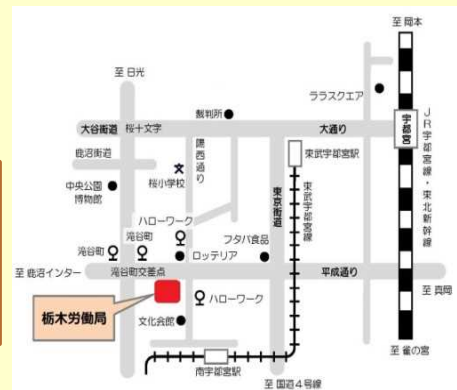 至 岡本
至 日光
ララスクエア
裁判所
大谷街道
桜十文字
大通り
宇都宮
鹿沼街道
陽西通り
東武宇都宮駅
JR宇都宮線・東北新幹線
桜小学校
中央公園
博物館
東京街道
東武宇都宮線
ハローワーク
滝谷町
滝谷町
ロッテリア
フタバ食品
至 鹿沼インター
滝谷町交差点
平成通り
至 真岡
栃木労働局
ハローワーク
文化会館
南宇都宮駅
至 雀の宮
至 国道4号線